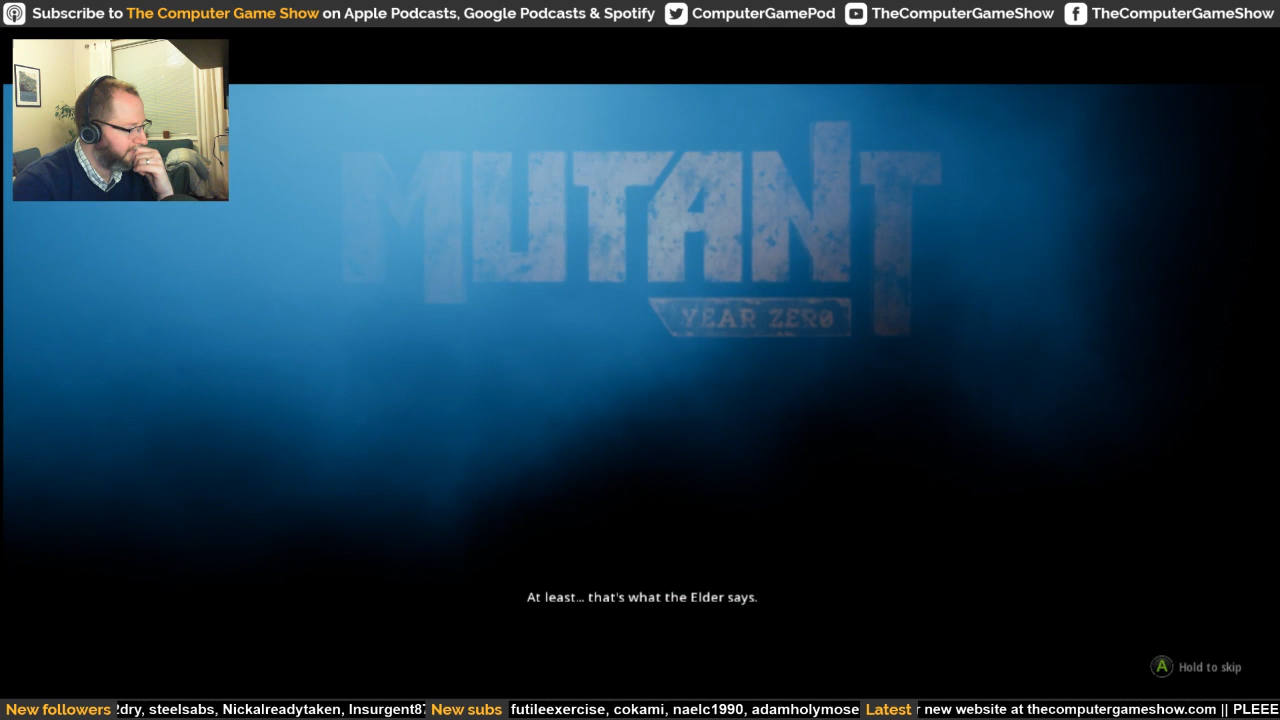 Subscribe to The Computer Game Show on Apple Podcasts, Google Podcasts & Spotify ComputerGamePod TheComputerGameShow TheComputerGameShow
MUTANT
YEAR ZERO
At least... that's what the Elder says.
A Hold to skip
New followers dry, steelsabs, Nickalreadytaken, Insurgent87 New subs futileexercise, cokami, naelc1990, adamholymose Latest new website at thecomputergameshow.com || PLEEE